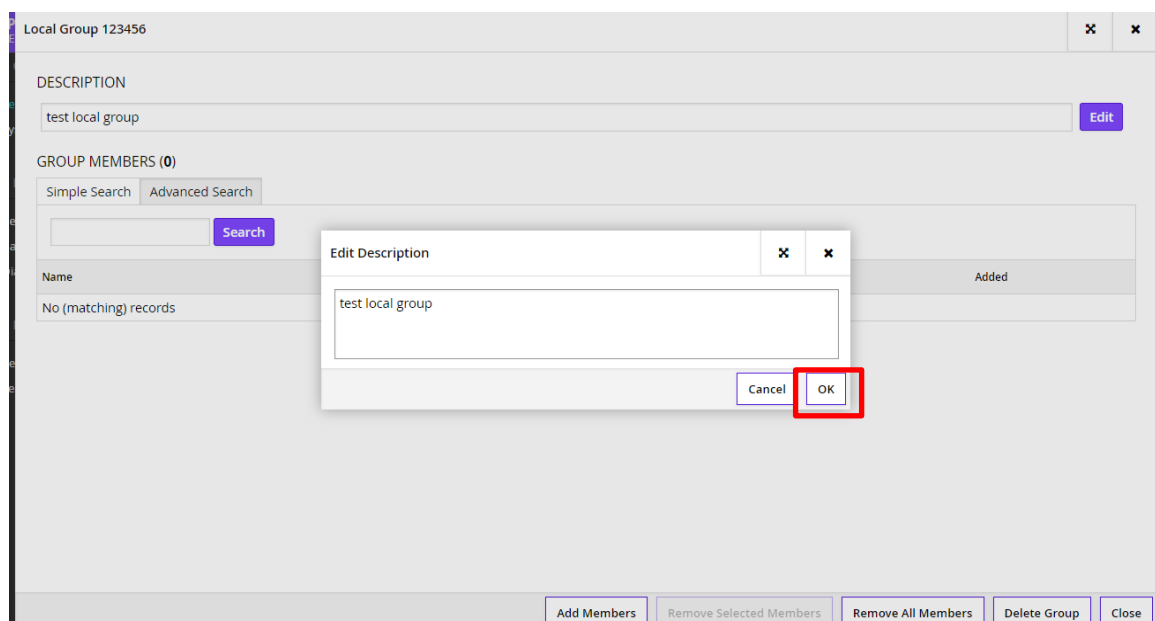 Local Group 123456
DESCRIPTION
test local group
Edit
GROUP MEMBERS (0)
Simple Search Advanced Search
Search
Edit Description
Name Added
test local group
No (matching) records
Cancel OK
Add Members Remove Selected Members Remove All Members Delete Group Close